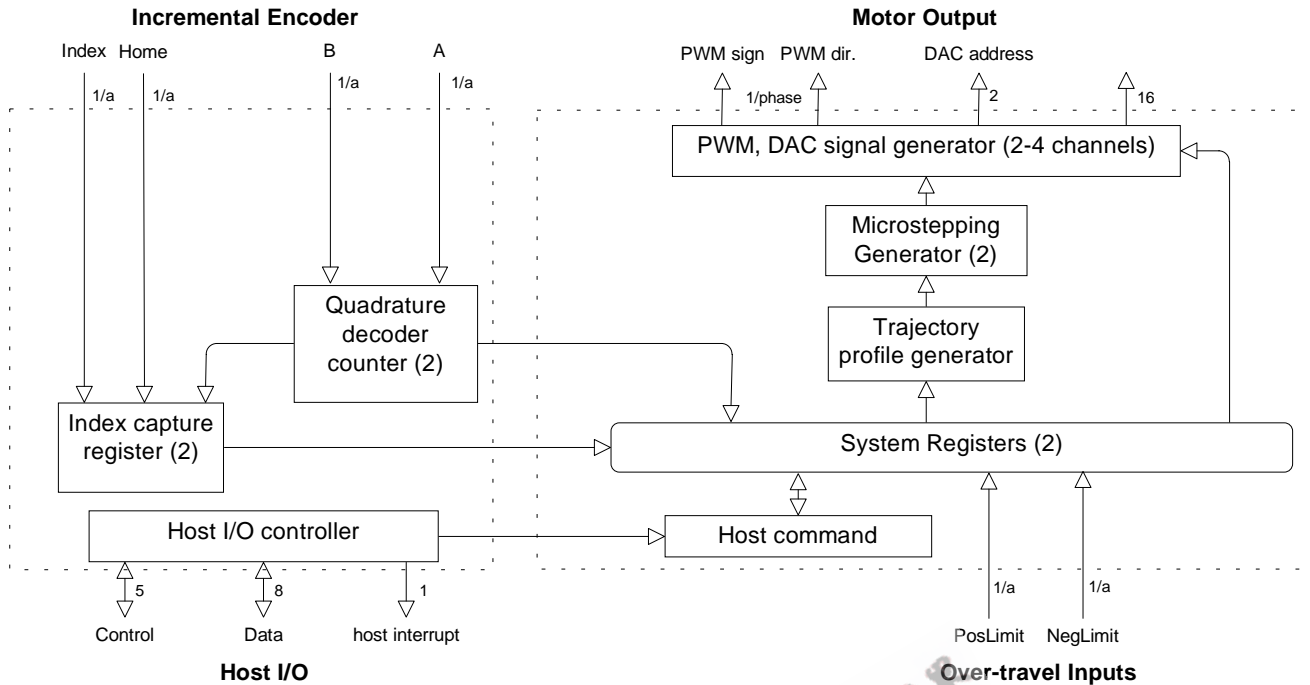 Incremental Encoder
Motor Output
Index
Home
B
A
PWM sign
PWM dir.
DAC address
1/a
1/a
1/a
1/a
1/phase
2
16
PWM, DAC signal generator (2-4 channels)
Microstepping
Generator (2)
Quadrature
decoder
counter (2)
Trajectory
profile generator
Index capture
register (2)
System Registers (2)
Host I/O controller
Host command
5
8
1
1/a
1/a
Control
Data
host interrupt
PosLimit
NegLimit
Host I/O
Over-travel Inputs